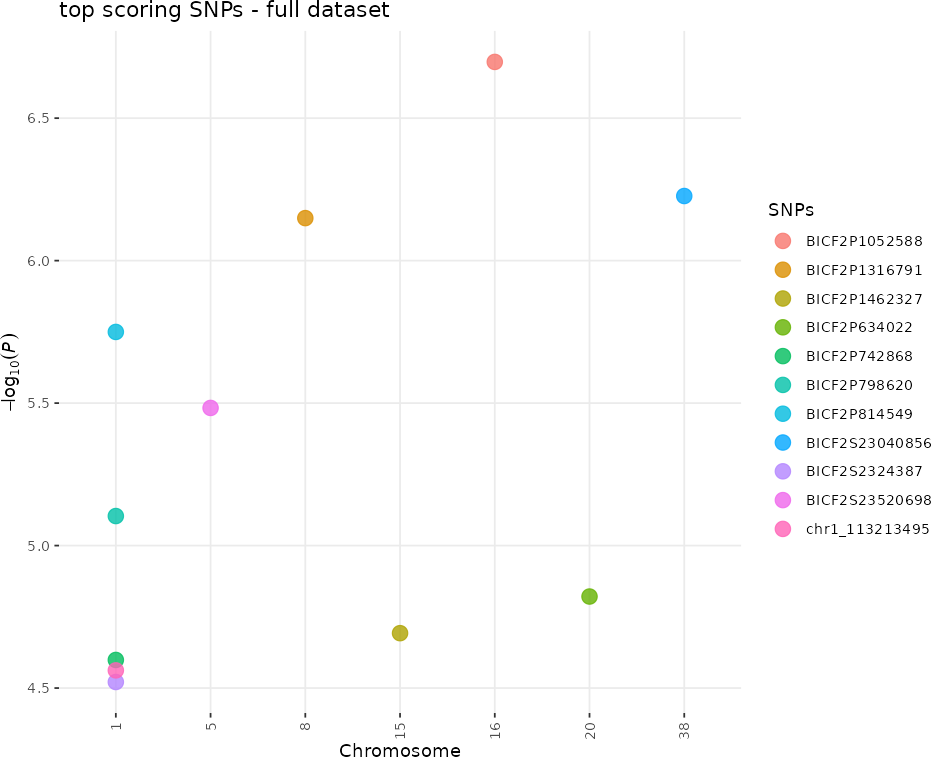 top scoring SNPs - full dataset
−log10(P)
6.5
6.0
5.5
5.0
4.5
1
5
8
15
16
20
38
Chromosome
SNPs
BICF2P1052588
BICF2P1316791
BICF2P1462327
BICF2P634022
BICF2P742868
BICF2P798620
BICF2P814549
BICF2S23040856
BICF2S2324387
BICF2S23520698
chr1_113213495